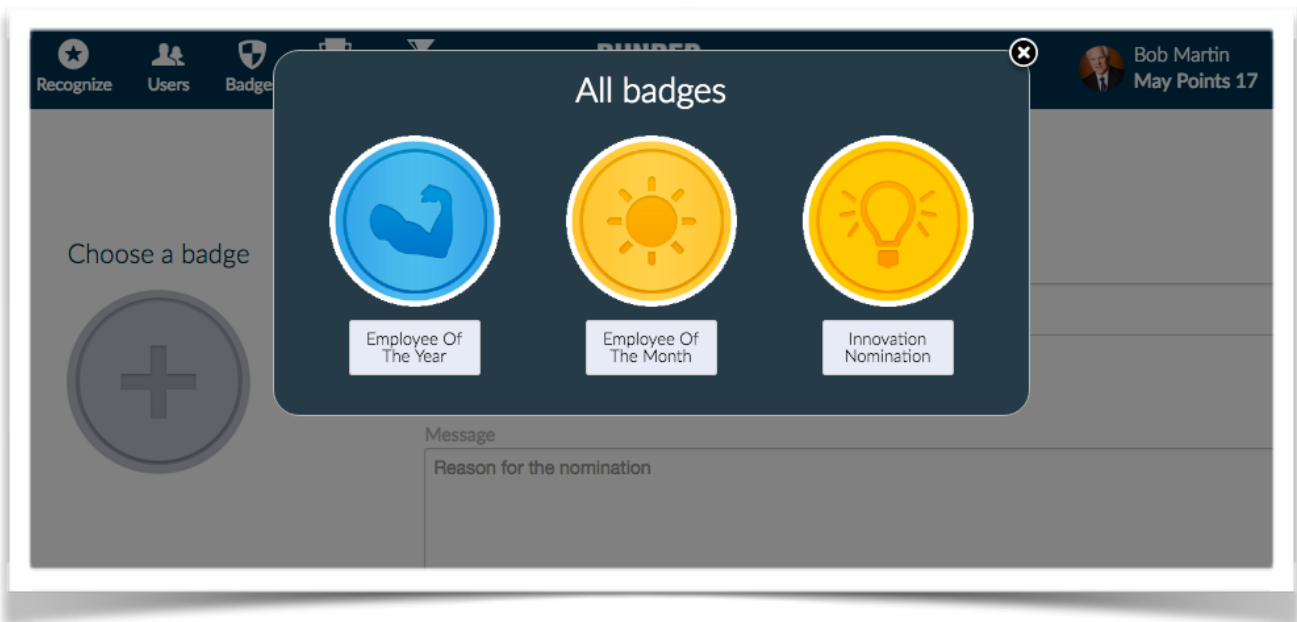 Recognize
Users
Badge
Bob Martin
May Points 17
All badges
Choose a badge
Employee Of
The Year
Employee Of
The Month
Innovation
Nomination
Message
Reason for the nomination